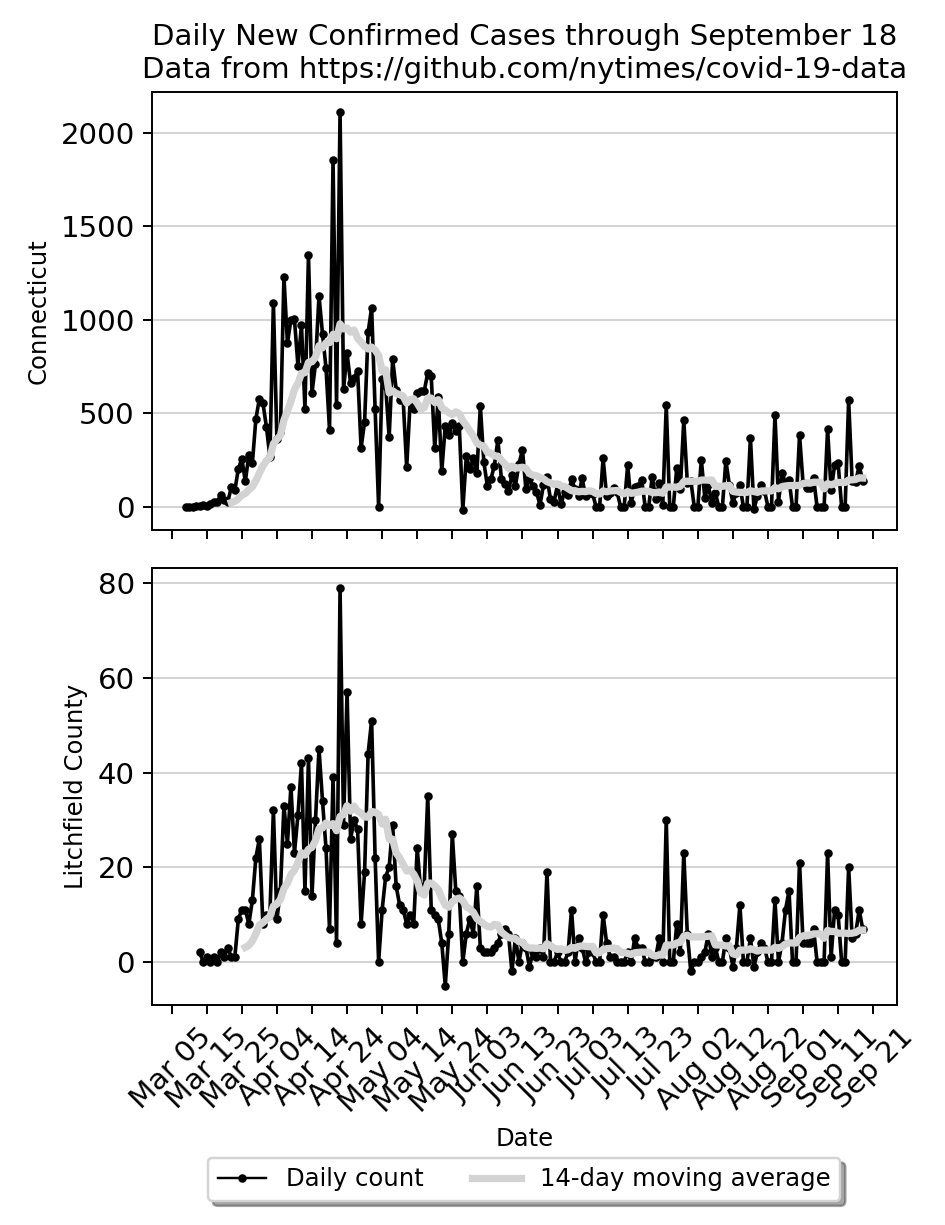 Daily New Confirmed Cases through September 18
Data from https://github.com/nytimes/covid-19-data
2000
1500
1000
500
0
Connecticut
80
60
40
20
0
Litchfield County
Mar 05
Mar 15
Mar 25
Apr 04
Apr 14
Apr 24
May 04
May 14
May 24
Jun 03
Jun 13
Jun 23
Jul 03
Jul 13
Jul 23
Aug 02
Aug 12
Aug 22
Sep 01
Sep 11
Sep 21
Date
Daily count
14-day moving average